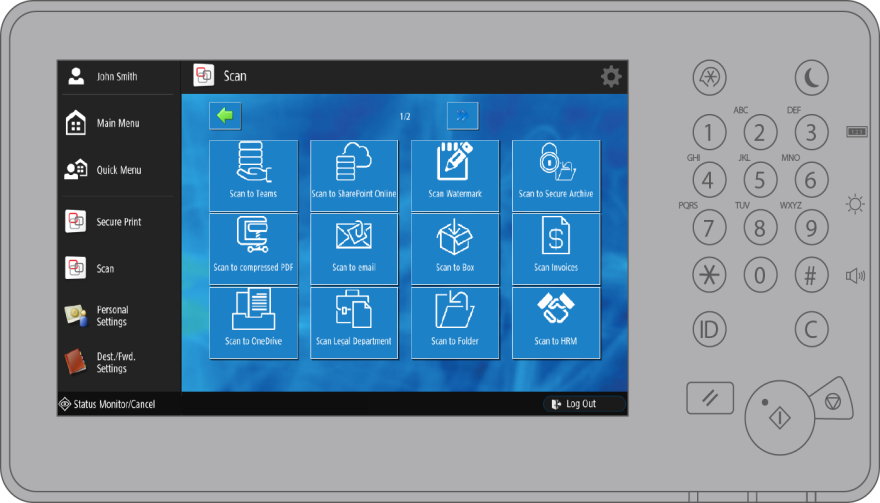 John Smith
Scan
Main Menu
Quick Menu
Secure Print
Scan
Personal
Settings
Dest./Fwd.
Settings
Status Monitor/Cancel
1/2
Scan to Teams
Scan to SharePoint Online
Scan Watermark
Scan to Secure Archive
Scan to compressed PDF
Scan to email
Scan to Box
Scan Invoices
Scan to OneDrive
Scan Legal Department
Scan to Folder
Scan to HRM
Log Out
ABC
DEF
1
2
3
GHI
JKL
MNO
4
5
6
PQRS
TUV
WXYZ
7
8
9
0
#
ID
C